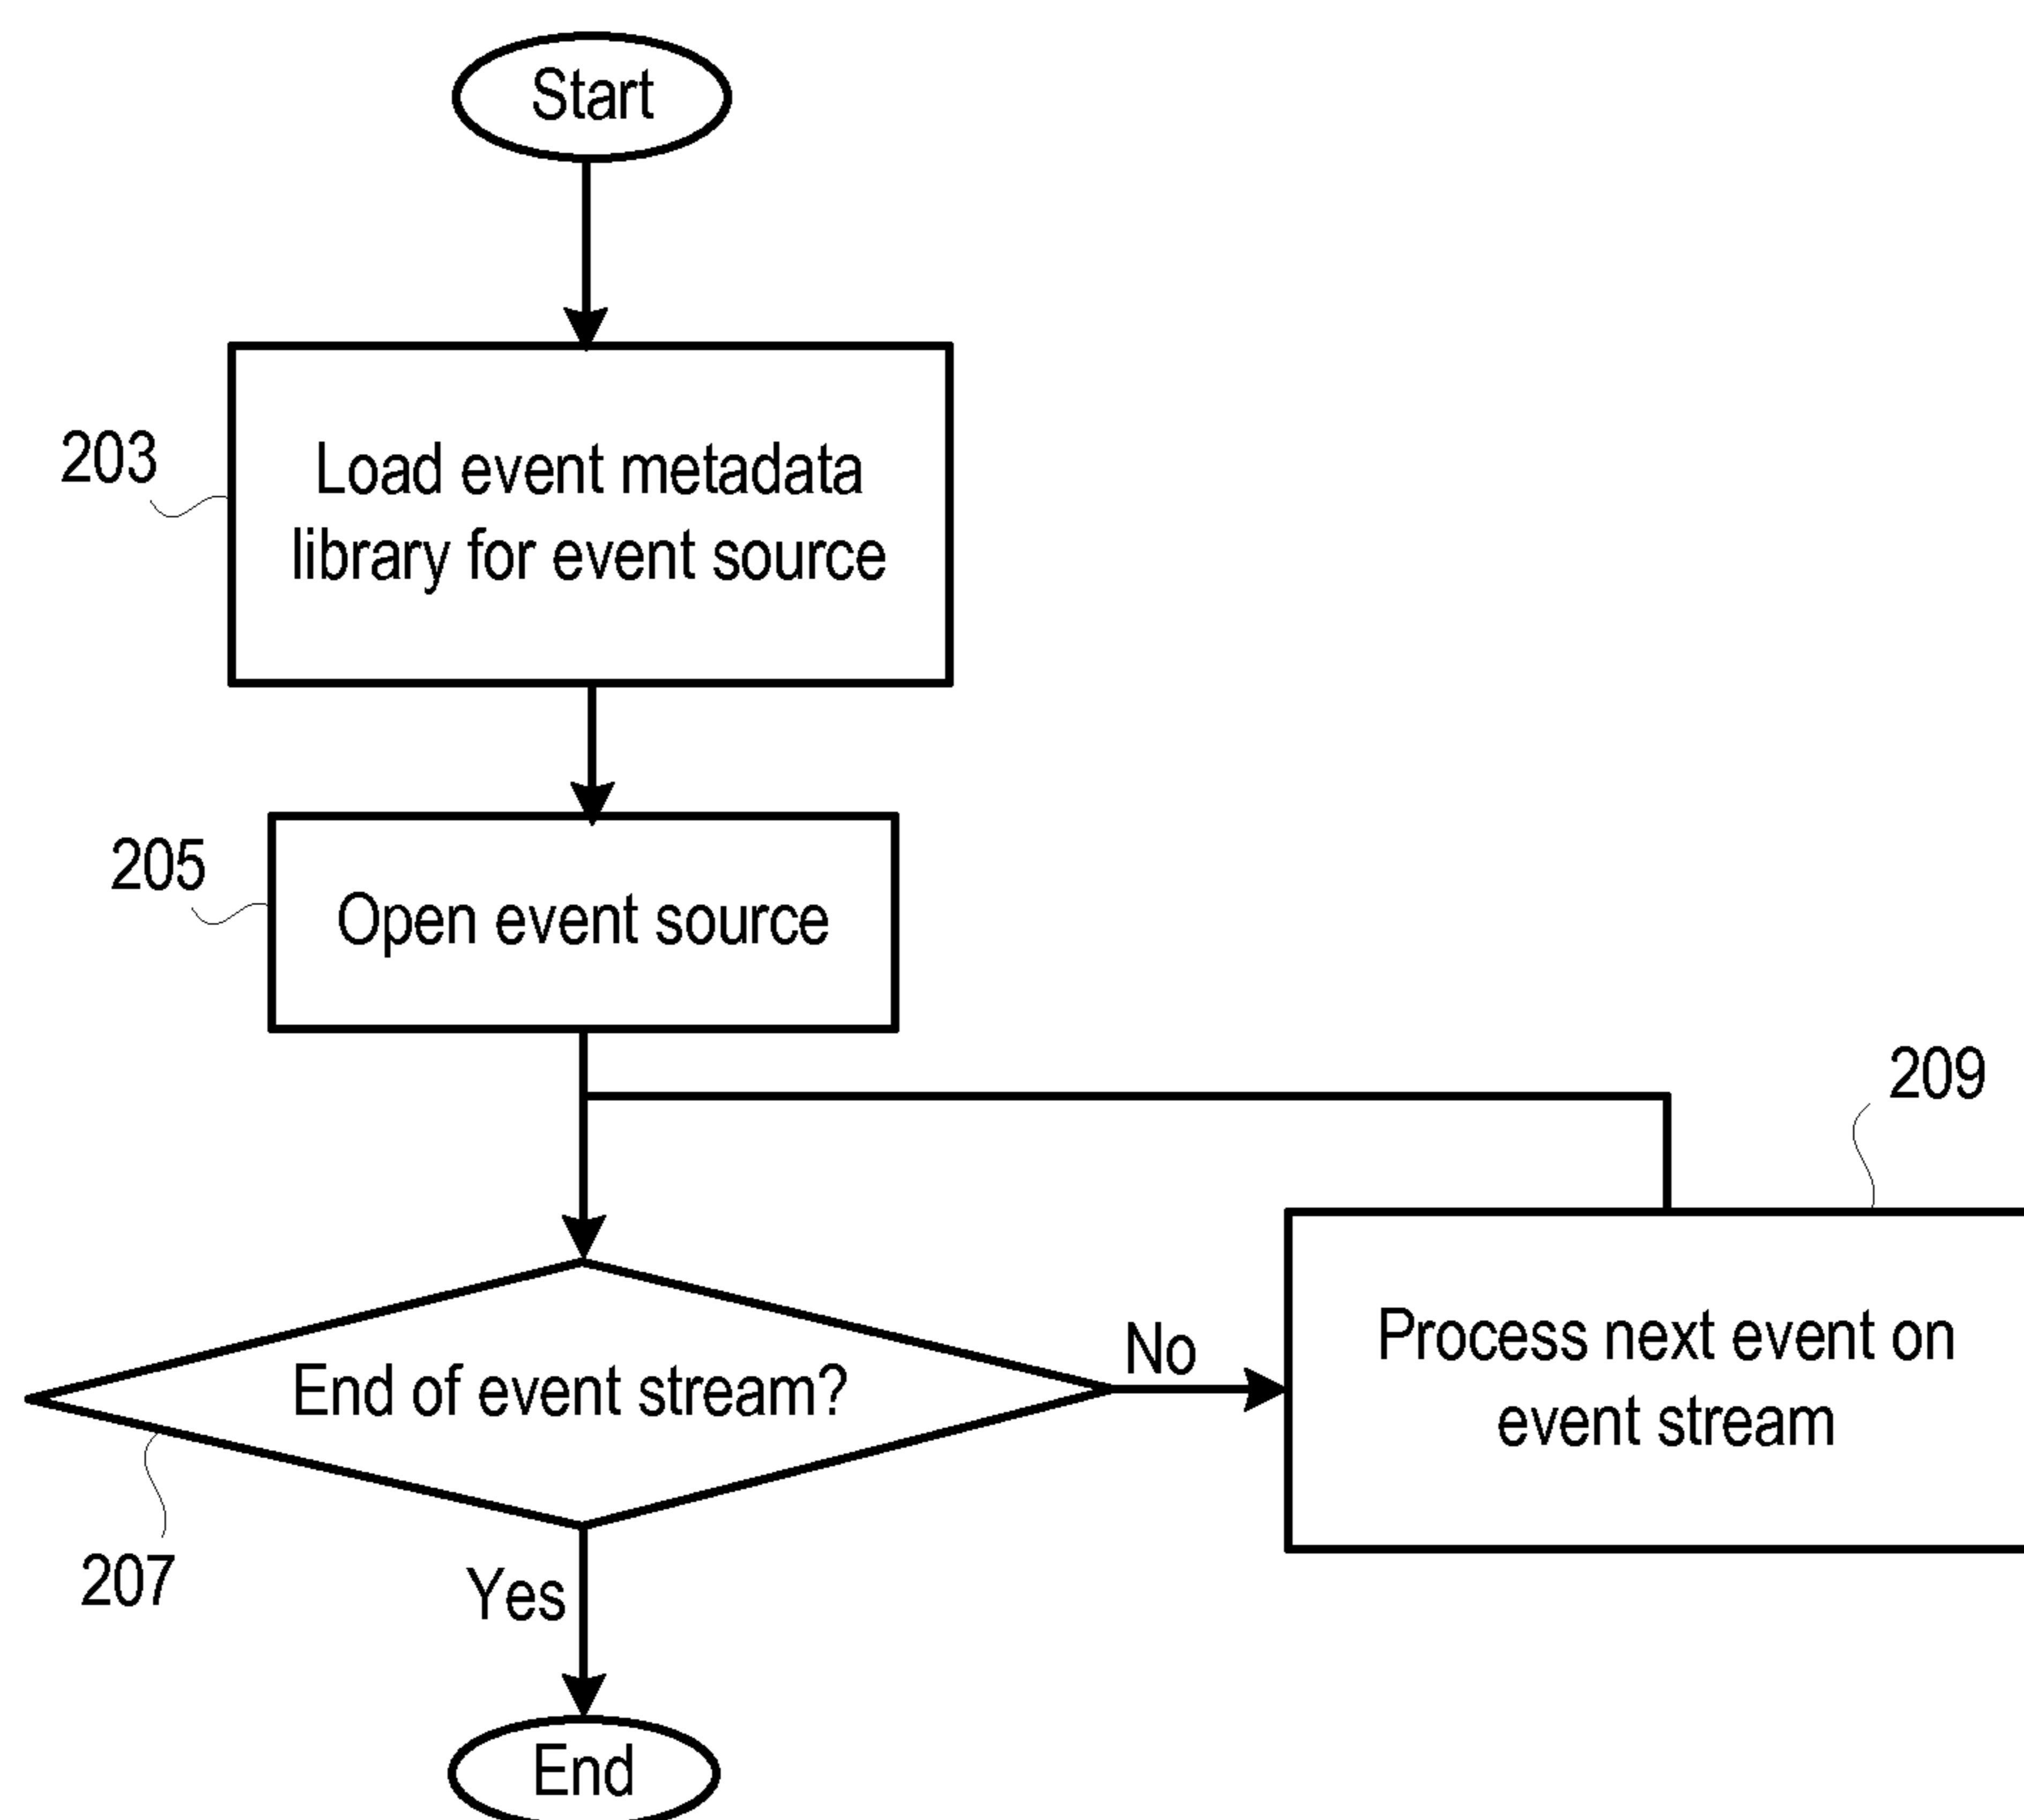 Start
203
Load event metadata
library for event source
205
Open event source
209
End of event stream?
No
Process next event on
event stream
207
Yes
End